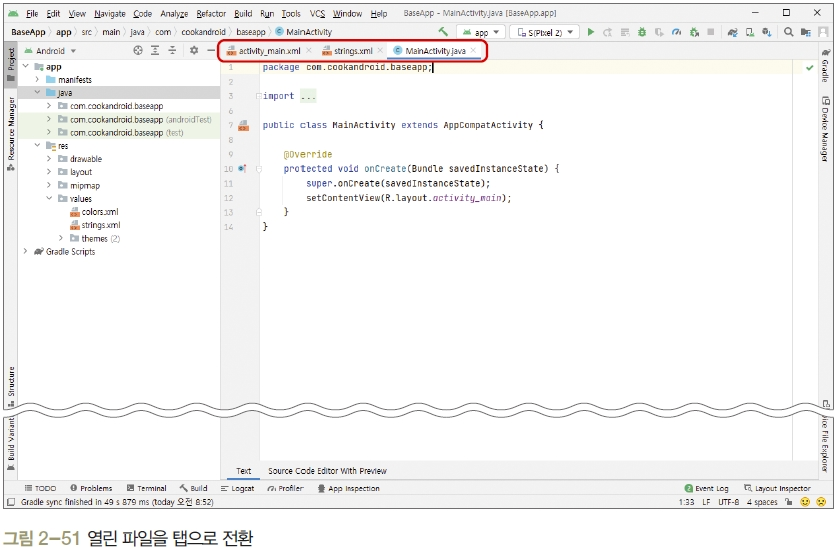 File Edit View Navigate Code Analyze Refactor Build Run Tools VCS Window Help BaseApp - MainActivity.java [BaseApp.app]
BaseApp app src main java com cookandroid baseapp MainActivity app S(Pixel 2)
Project
Android
activity_main.xml strings.xml MainActivity.java
Gradle
app
manifests
java
com.cookandroid.baseapp
com.cookandroid.baseapp (androidTest)
com.cookandroid.baseapp (test)
res
drawable
layout
mipmap
values
colors.xml
strings.xml
themes (2)
Gradle Scripts
Resource Manager
Device Manager
1 package com.cookandroid.baseapp;
2
3 import ...
6
7 public class MainActivity extends AppCompatActivity {
8
9 @Override
10 protected void onCreate(Bundle savedInstanceState) {
11 super.onCreate(savedInstanceState);
12 setContentView(R.layout.activity_main);
13 }
14 }
Structure
Build Variant
File Explorer
Text Source Code Editor With Preview
TODO Problems Terminal Build Logcat Profiler App Inspection Event Log Layout Inspector
Gradle sync finished in 49 s 879 ms (today 오전 8:52) 1:33 LF UTF-8 4 spaces
그림 2-51 열린 파일을 탭으로 전환